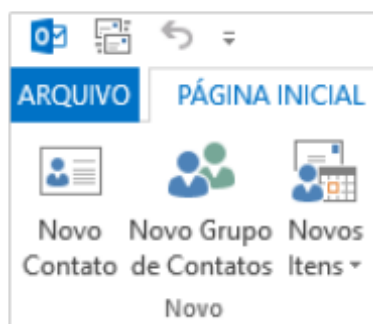 ARQUIVO PÁGINA INICIAL
Novo Contato
Novo Grupo de Contatos
Novos Itens
Novo